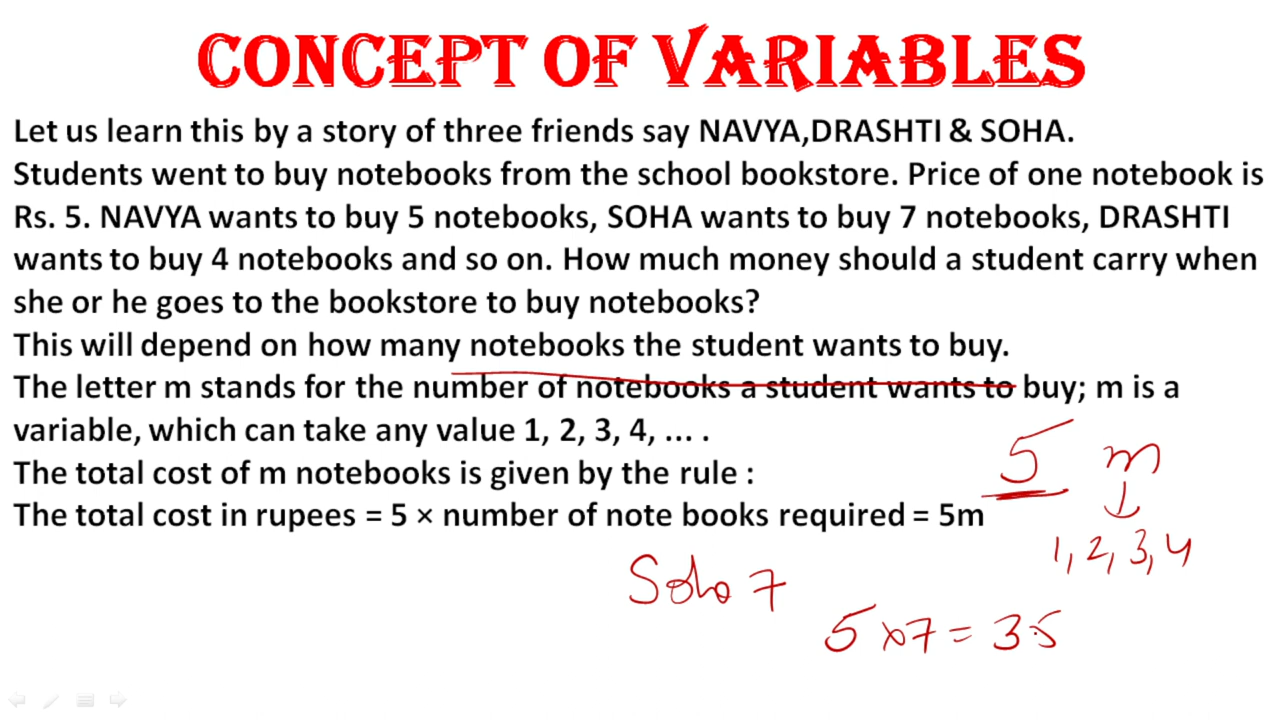 CONCEPT OF VARIABLES
Let us learn this by a story of three friends say NAVYA,DRASHTI & SOHA.
Students went to buy notebooks from the school bookstore. Price of one notebook is
Rs. 5. NAVYA wants to buy 5 notebooks, SOHA wants to buy 7 notebooks, DRASHTI
wants to buy 4 notebooks and so on. How much money should a student carry when
she or he goes to the bookstore to buy notebooks?
This will depend on how many notebooks the student wants to buy.
The letter m stands for the number of notebooks a student wants to buy; m is a
variable, which can take any value 1, 2, 3, 4, ... .
The total cost of m notebooks is given by the rule :
The total cost in rupees = 5 × number of note books required = 5m
5 m
1, 2, 3, 4
Soha 7
5 × 7 = 35